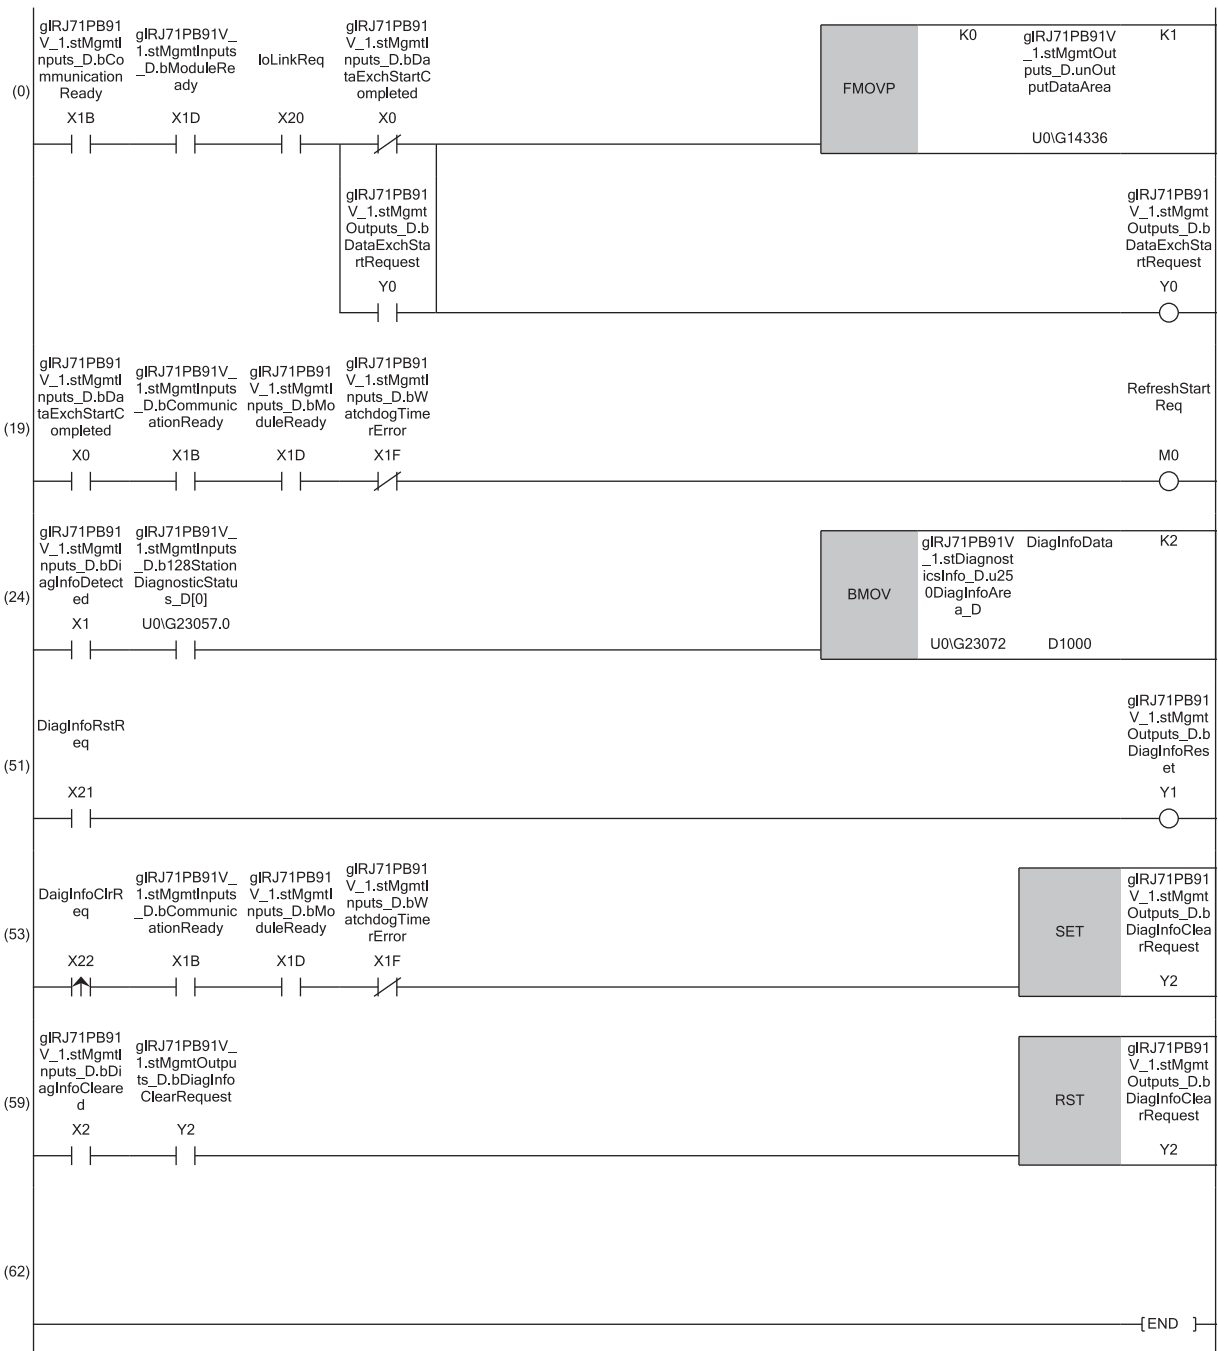 gIRJ71PB91
V_1.stMgmtI
nputs_D.bCo
mmunication
Ready
X1B
gIRJ71PB91V_
1.stMgmtInputs
_D.bModuleRe
ady
X1D
IoLinkReq
X20
gIRJ71PB91
V_1.stMgmtI
nputs_D.bDa
taExchStartC
ompleted
X0
(0)
FMOVP
K0
gIRJ71PB91V
_1.stMgmtOut
puts_D.unOut
putDataArea
U0\G14336
K1
gIRJ71PB91
V_1.stMgmt
Outputs_D.b
DataExchSta
rtRequest
Y0
gIRJ71PB91
V_1.stMgmt
Outputs_D.b
DataExchSta
rtRequest
Y0
(19)
gIRJ71PB91
V_1.stMgmtI
nputs_D.bDa
taExchStartC
ompleted
X0
gIRJ71PB91V_
1.stMgmtInputs
_D.bCommunic
ationReady
X1B
gIRJ71PB91
V_1.stMgmtI
nputs_D.bMo
duleReady
X1D
gIRJ71PB91
V_1.stMgmtI
nputs_D.bW
atchdogTime
rError
X1F
RefreshStart
Req
M0
(24)
gIRJ71PB91
V_1.stMgmtI
nputs_D.bDi
agInfoDetect
ed
X1
gIRJ71PB91V_
1.stMgmtInputs
_D.b128Station
DiagnosticStatu
s_D[0]
U0\G23057.0
BMOV
gIRJ71PB91V
_1.stDiagnost
icsInfo_D.u25
0DiagInfoAre
a_D
U0\G23072
DiagInfoData
D1000
K2
(51)
DiagInfoRstR
eq
X21
gIRJ71PB91
V_1.stMgmt
Outputs_D.b
DiagInfoRes
et
Y1
(53)
DaigInfoClrR
eq
X22
gIRJ71PB91V_
1.stMgmtInputs
_D.bCommunic
ationReady
X1B
gIRJ71PB91
V_1.stMgmtI
nputs_D.bMo
duleReady
X1D
gIRJ71PB91
V_1.stMgmtI
nputs_D.bW
atchdogTime
rError
X1F
SET
gIRJ71PB91
V_1.stMgmt
Outputs_D.b
DiagInfoClea
rRequest
Y2
(59)
gIRJ71PB91
V_1.stMgmtI
nputs_D.bDi
agInfoCleare
d
X2
gIRJ71PB91V_
1.stMgmtOutpu
ts_D.bDiagInfo
ClearRequest
Y2
RST
gIRJ71PB91
V_1.stMgmt
Outputs_D.b
DiagInfoClea
rRequest
Y2
(62)
[END ]